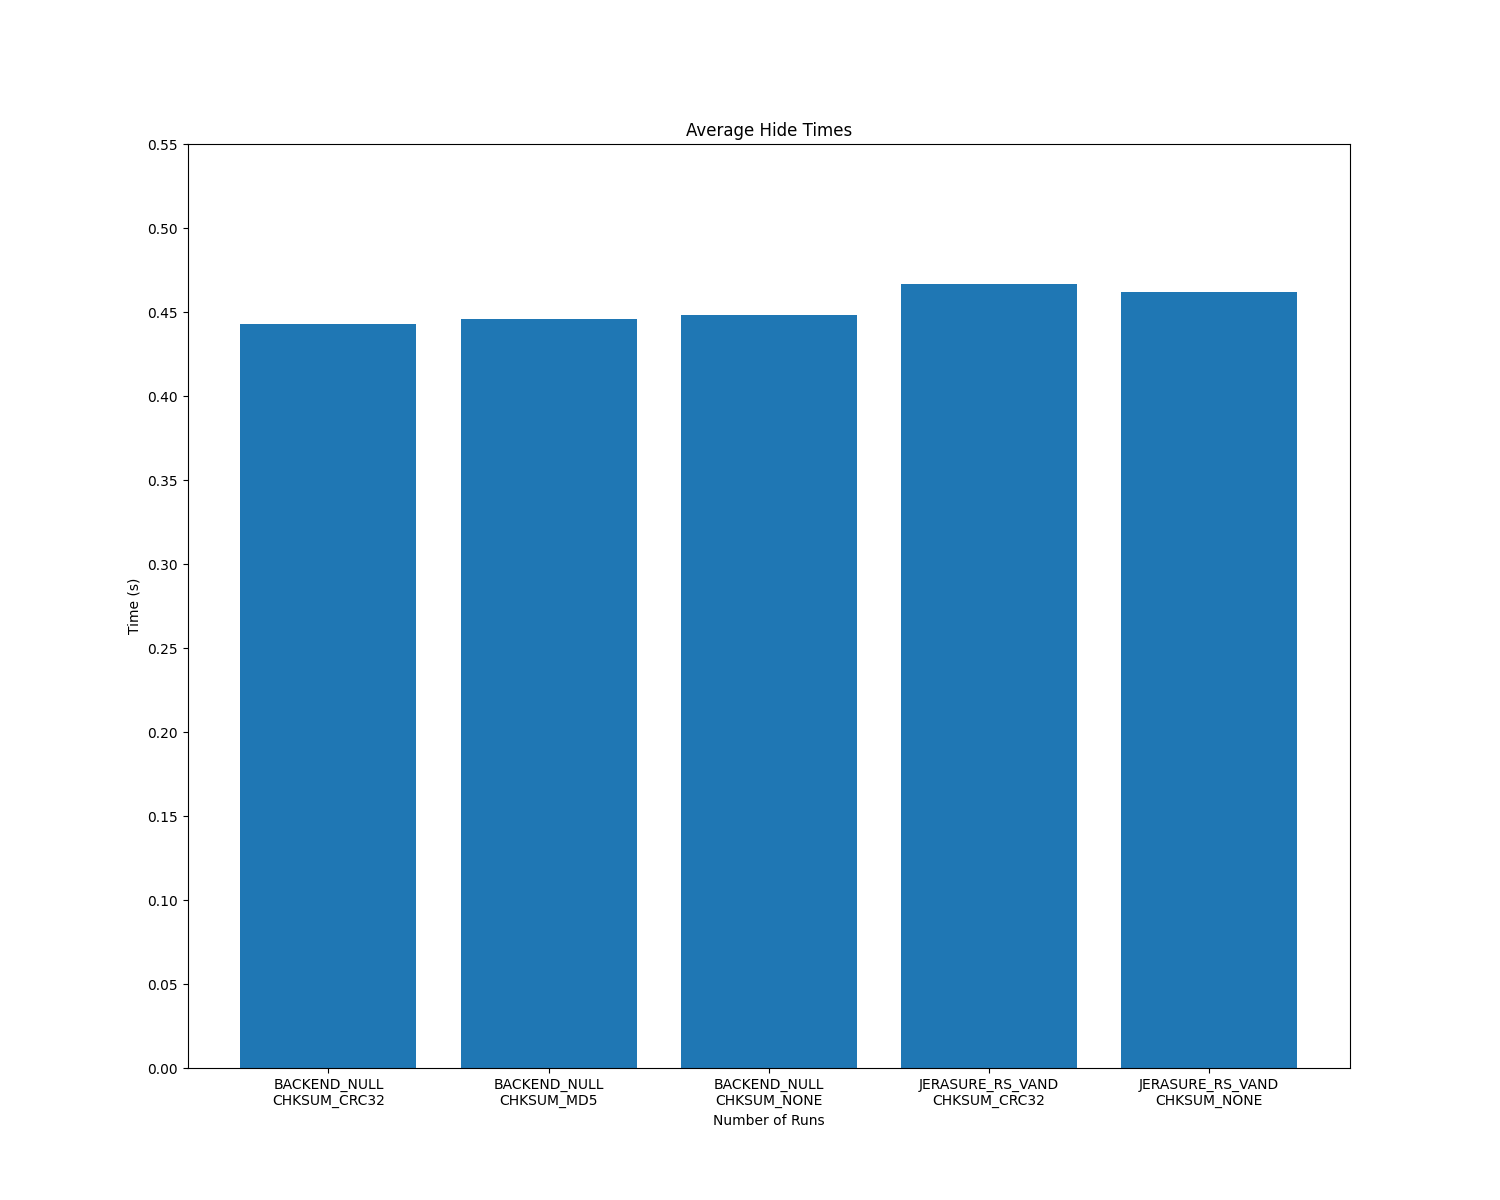 Average Hide Times
0.55
0.50
0.45
0.40
0.35
0.30
0.25
0.20
0.15
0.10
0.05
0.00
Time (s)
BACKEND_NULL
CHKSUM_CRC32
BACKEND_NULL
CHKSUM_MD5
BACKEND_NULL
CHKSUM_NONE
JERASURE_RS_VAND
CHKSUM_CRC32
JERASURE_RS_VAND
CHKSUM_NONE
Number of Runs